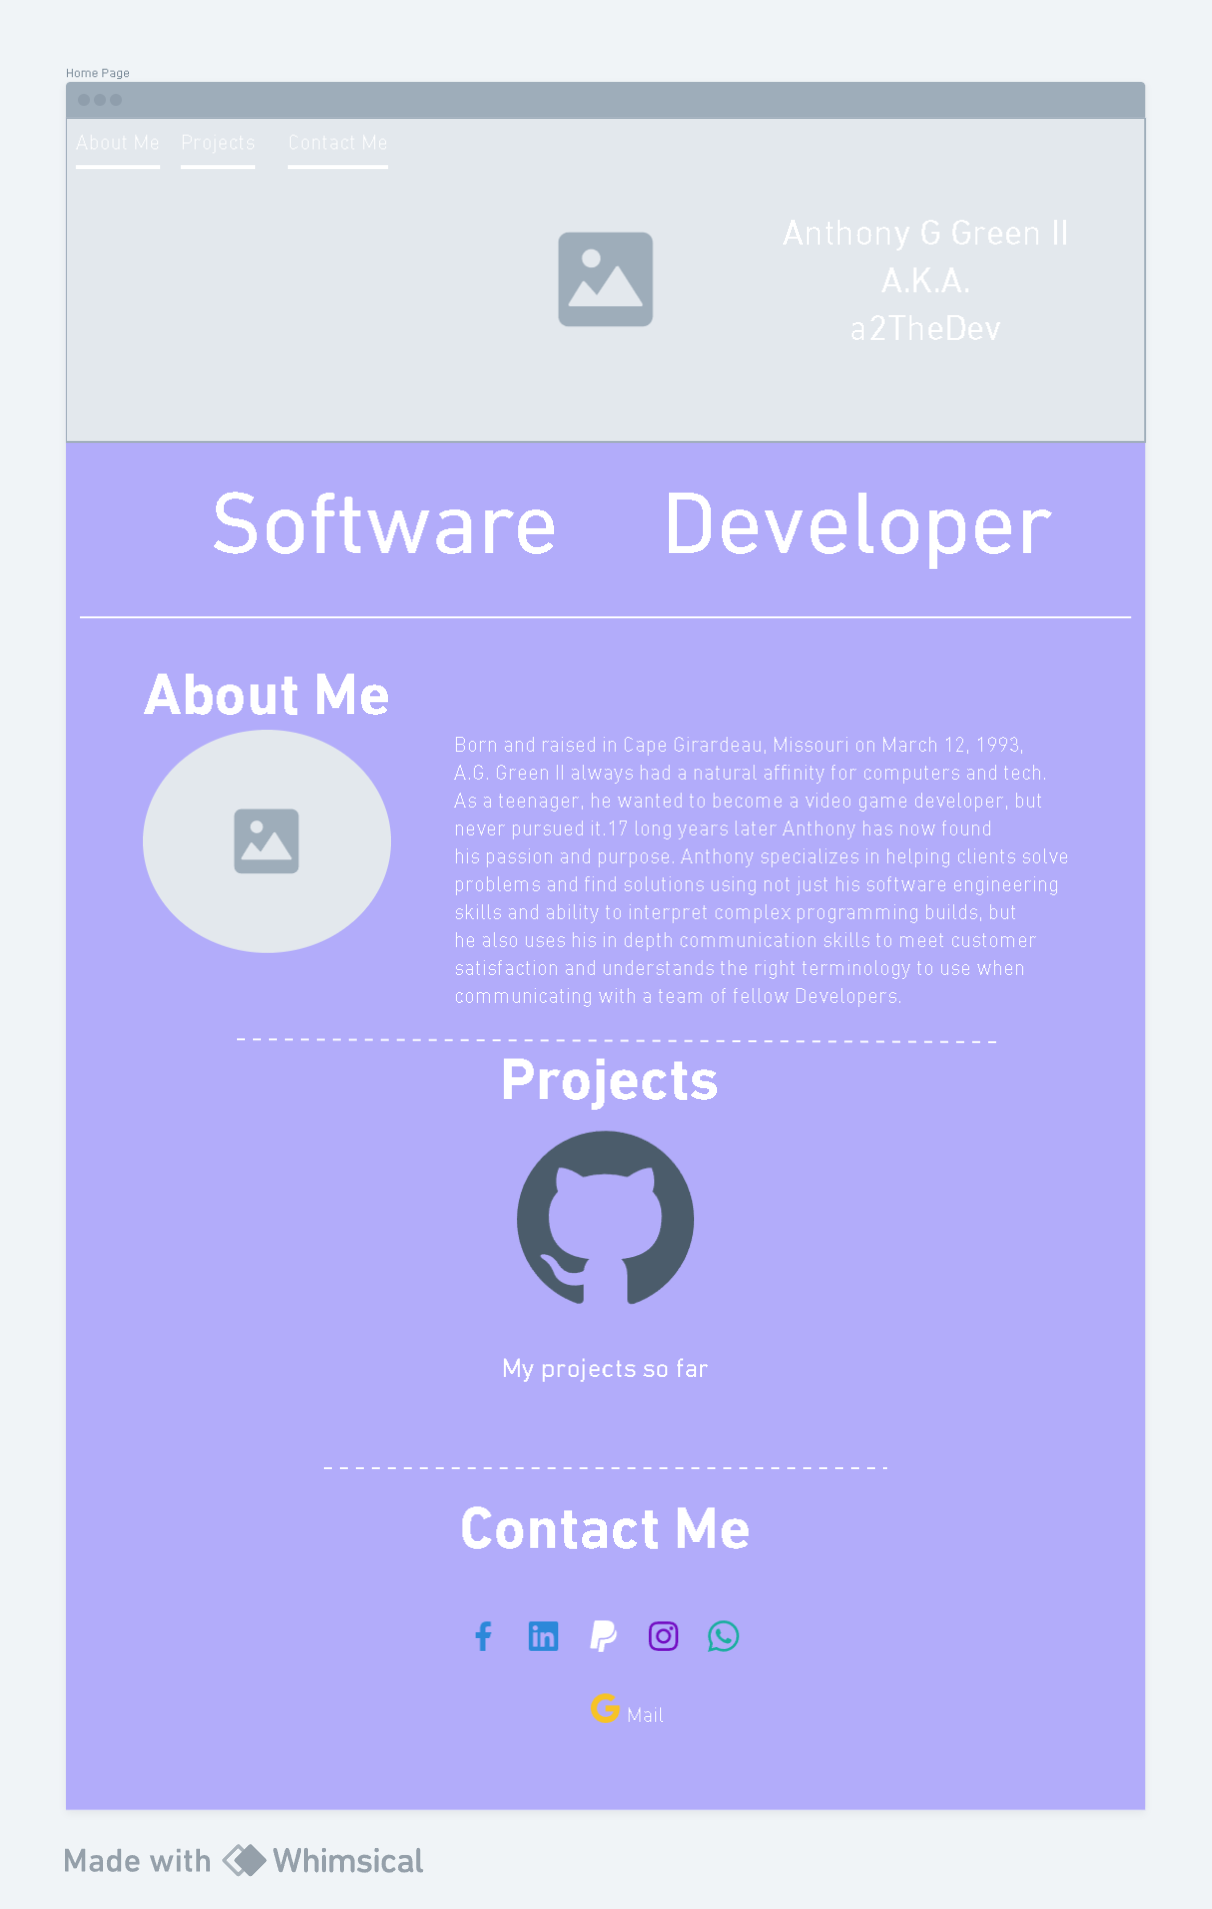 Home Page
About Me Projects Contact Me
Anthony G Green II
A.K.A.
a2TheDev
Software Developer
About Me
Born and raised in Cape Girardeau, Missouri on March 12, 1993,
A.G. Green II always had a natural affinity for computers and tech.
As a teenager, he wanted to become a video game developer, but
never pursued it.17 long years later Anthony has now found
his passion and purpose. Anthony specializes in helping clients solve
problems and find solutions using not just his software engineering
skills and ability to interpret complex programming builds, but
he also uses his in depth communication skills to meet customer
satisfaction and understands the right terminology to use when
communicating with a team of fellow Developers.
Projects
My projects so far
Contact Me
Mail
Made with Whimsical